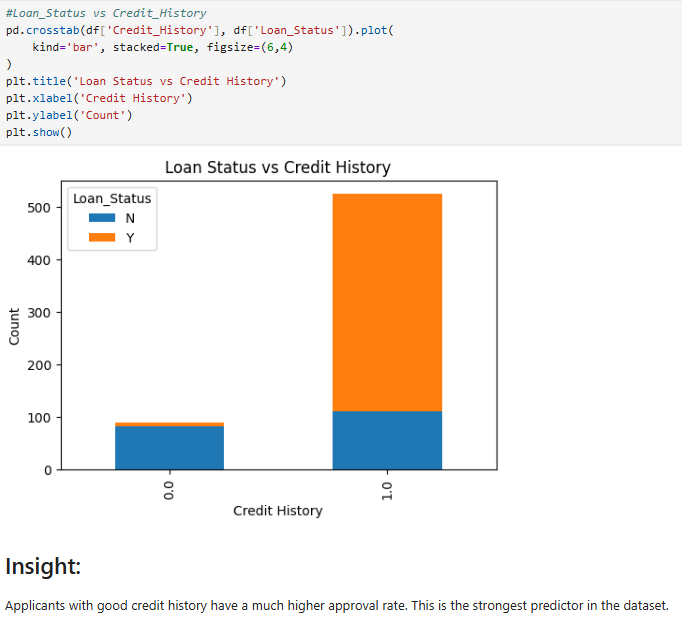 #Loan_Status vs Credit_History
pd.crosstab(df['Credit_History'], df['Loan_Status']).plot(
    kind='bar', stacked=True, figsize=(6,4)
)
plt.title('Loan Status vs Credit History')
plt.xlabel('Credit History')
plt.ylabel('Count')
plt.show()
Loan Status vs Credit History
Loan_Status
N
Y
500
400
300
200
100
0
Count
0.0
1.0
Credit History
Insight:
Applicants with good credit history have a much higher approval rate. This is the strongest predictor in the dataset.